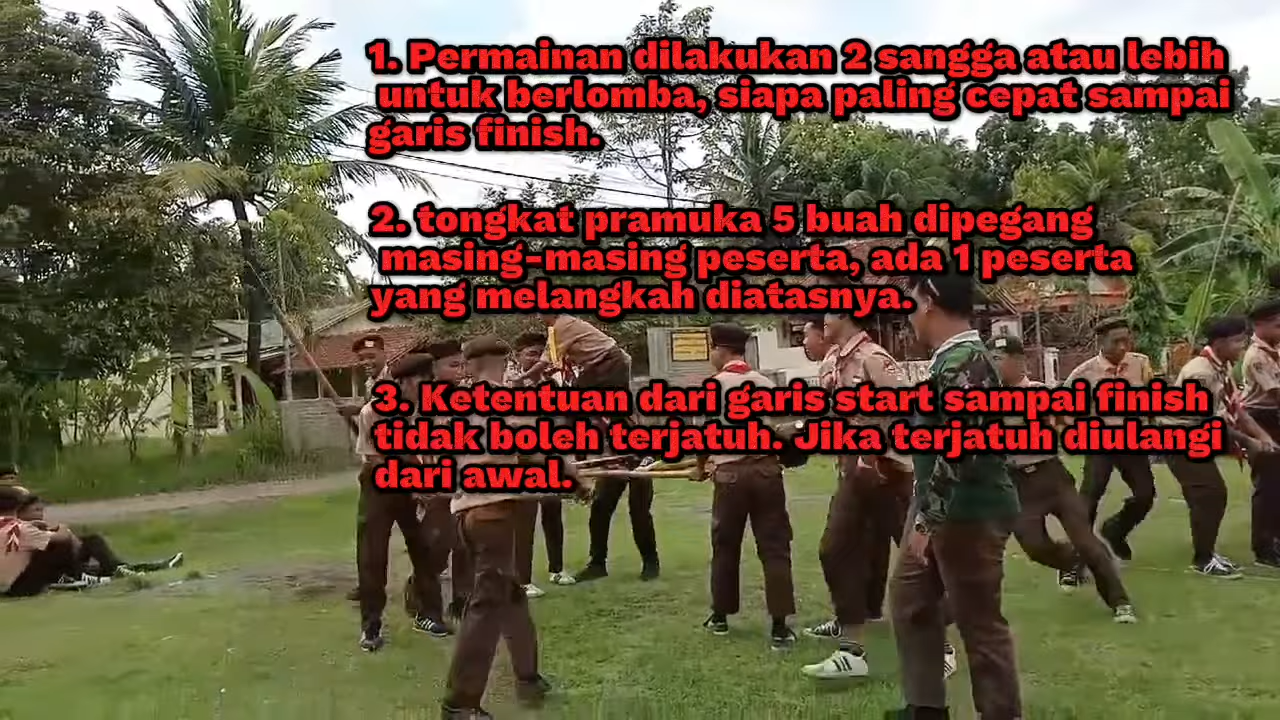 1. Permainan dilakukan 2 sangga atau lebih
untuk berlomba, siapa paling cepat sampai
garis finish.
2. tongkat pramuka 5 buah dipegang
masing-masing peserta, ada 1 peserta
yang melangkah diatasnya.
3. Ketentuan dari garis start sampai finish
tidak boleh terjatuh. Jika terjatuh diulangi
dari awal.